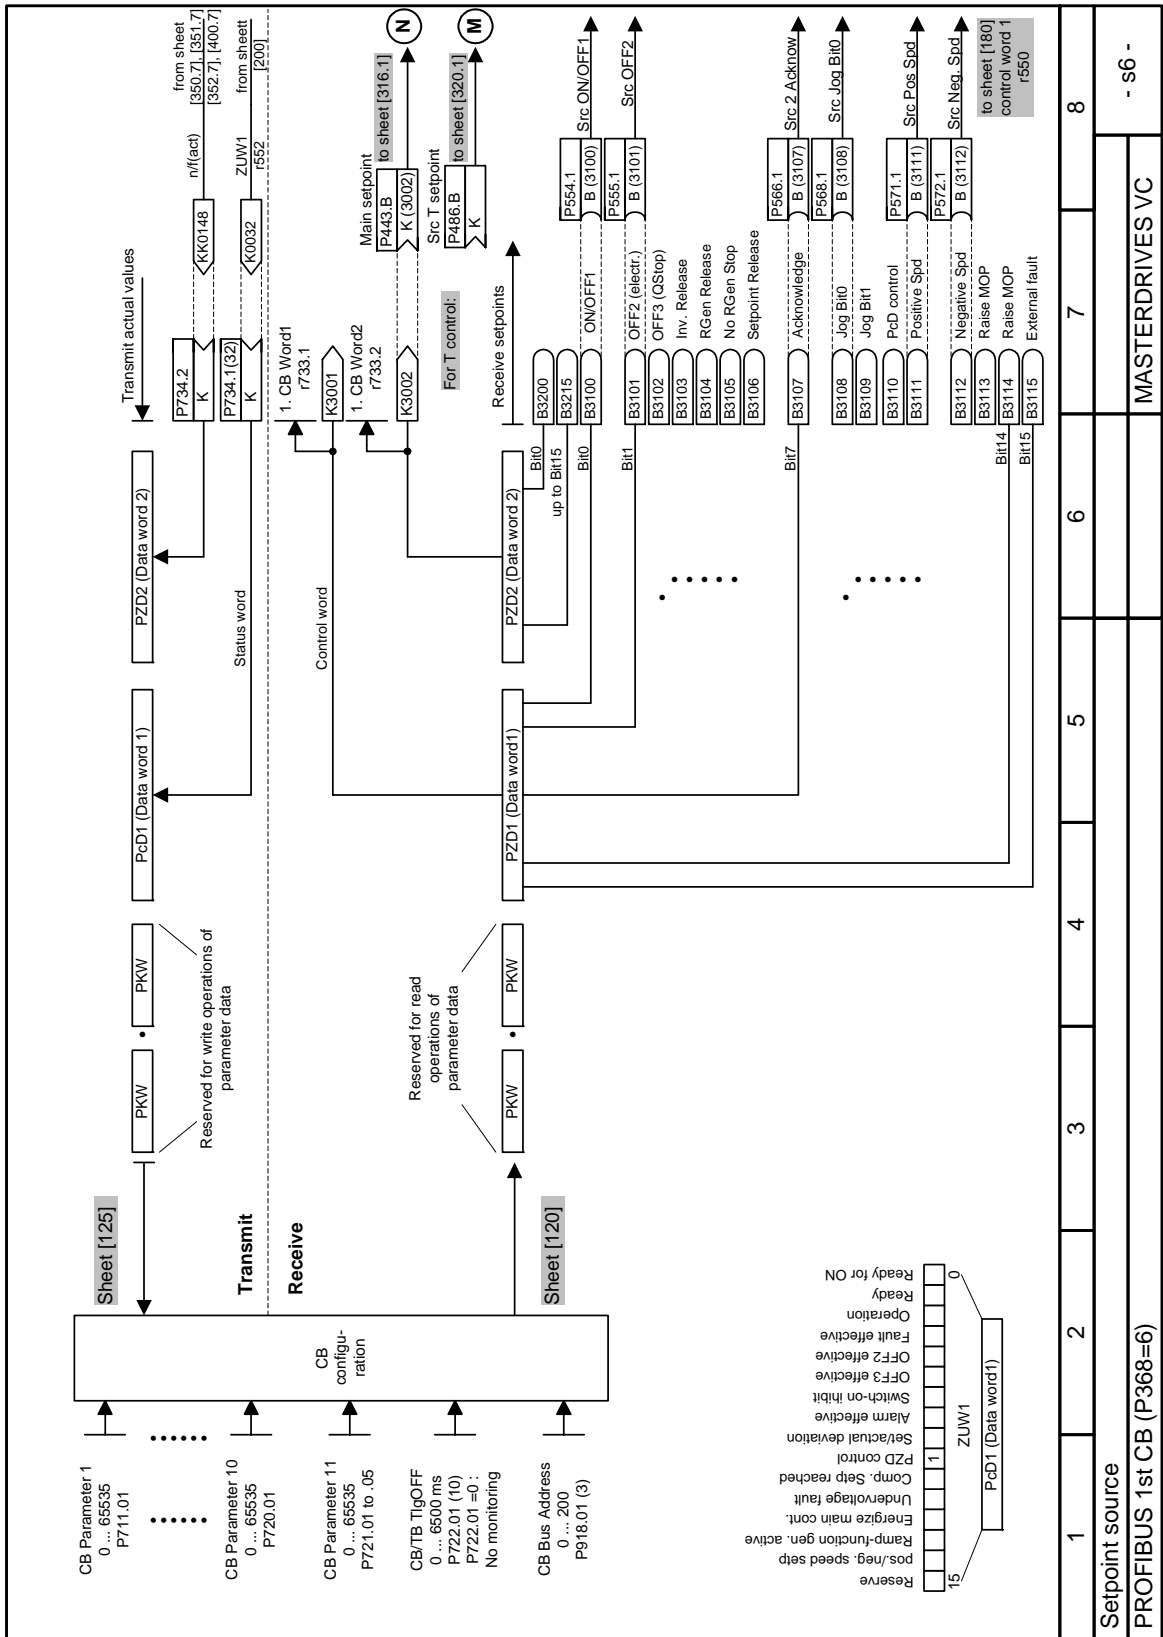 CB Parameter 1
0 ... 65535
P711.01
CB Parameter 10
0 ... 65535
P720.01
CB Parameter 11
0 ... 65535
P721.01 to .05
CB/TB TlgOFF
0 ... 6500 ms
P722.01 (10)
P722.01 =0 :
No monitoring
CB Bus Address
0 ... 200
P918.01 (3)
CB
configu-
ration
Sheet [125]
Transmit
Receive
Sheet [120]
PKW
PKW
Reserved for write operations of
parameter data
PcD1 (Data word 1)
PZD2 (Data word 2)
Status word
Transmit actual values
P734.2
K
KK0148
n/f(act)
from sheet
[350.7], [351.7]
[352.7], [400.7]
P734.1(32)
K
K0032
ZUW1
r552
from sheett
[200]
Control word
1. CB Word1
r733.1
K3001
1. CB Word2
r733.2
K3002
Main setpoint
P443.B
K (3002)
to sheet [316.1]
N
For T control:
Src T setpoint
P486.B
K
to sheet [320.1]
M
PKW
PKW
Reserved for read
operations of
parameter data
PZD1 (Data word1)
PZD2 (Data word 2)
Receive setpoints
Bit0
B3200
up to Bit15
B3215
Bit0
B3100
ON/OFF1
P554.1
B (3100)
Src ON/OFF1
Bit1
B3101
OFF2 (electr.)
P555.1
B (3101)
Src OFF2
B3102
OFF3 (QStop)
B3103
Inv. Release
B3104
RGen Release
B3105
No RGen Stop
B3106
Setpoint Release
Bit7
B3107
Acknowledge
P566.1
B (3107)
Src 2 Acknow
B3108
Jog Bit0
P568.1
B (3108)
Src Jog Bit0
B3109
Jog Bit1
B3110
PcD control
B3111
Positive Spd
P571.1
B (3111)
Src Pos Spd
B3112
Negative Spd
P572.1
B (3112)
Src Neg. Spd
B3113
Raise MOP
Bit14
B3114
Raise MOP
Bit15
B3115
External fault
to sheet [180]
control word 1
r550
Reserve
pos./neg. speed setp
Ramp-function gen. active
Energize main cont.
Undervoltage fault
Comp. Setp reached
PZD control
Set/actual deviation
Alarm effective
Switch-on ihibit
OFF3 effective
OFF2 effective
Fault effective
Operation
Ready
Ready for ON
1
15
0
ZUW1
PcD1 (Data word1)
1
2
3
4
5
6
7
8
Setpoint source
PROFIBUS 1st CB (P368=6)
MASTERDRIVES VC
- s6 -